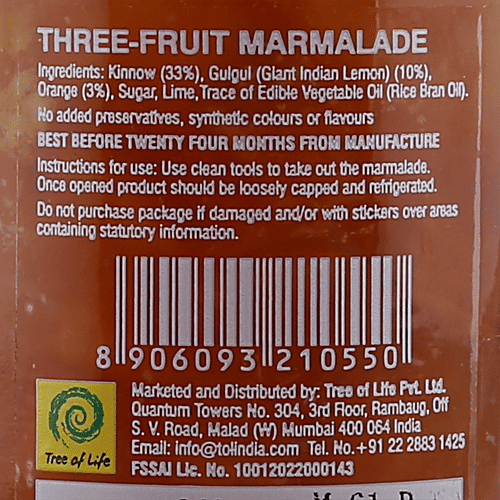 THREE-FRUIT MARMALADE
Ingredients: Kinnow (33%), Gulgul (Giant Indian Lemon) (10%),
Orange (3%), Sugar, Lime, Trace of Edible Vegetable Oil (Rice Bran Oil).
No added preservatives, synthetic colours or flavours
BEST BEFORE TWENTY FOUR MONTHS FROM MANUFACTURE
Instructions for use: Use clean tools to take out the marmalade.
Once opened product should be loosely capped and refrigerated.
Do not purchase package if damaged and/or with stickers over areas
containing statutory information.
8 906093 210550
Marketed and Distributed by: Tree of Life Pvt. Ltd.
Quantum Towers No. 304, 3rd Floor, Rambaug, Off
S. V. Road, Malad (W) Mumbai 400 064 India
Email: info@tolindia.com Tel. No.+91 22 2883 1425
FSSAI Lic. No. 10012022000143
Tree of Life